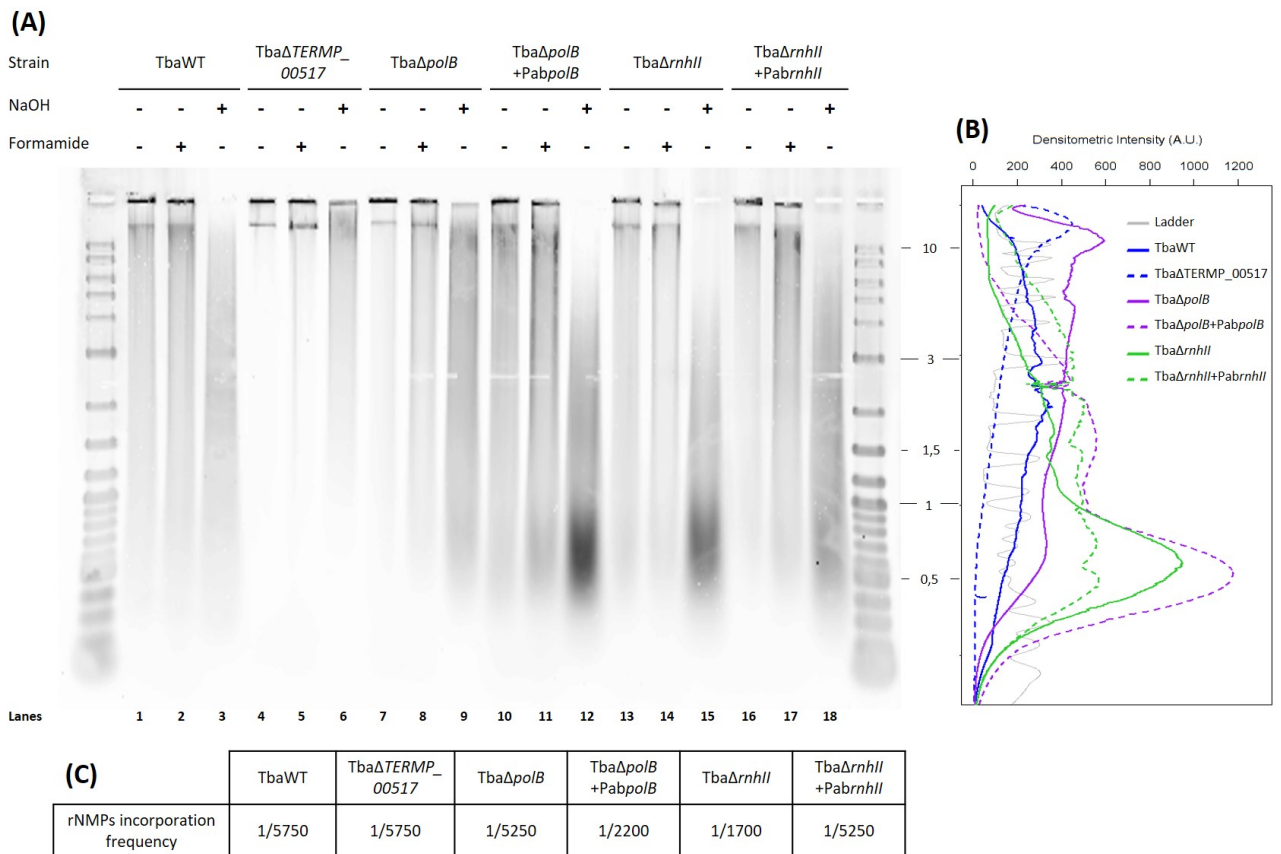 (A)
Strain
TbaWT
TbaΔTERMP_
00517
TbaΔpolB
TbaΔpolB
+PabpolB
TbaΔrnhII
TbaΔrnhII
+PabrnhII
NaOH - - + - - + - - + - - + - - + - - +
Formamide - + - - + - - + - - + - - + - - + -
10
3
1,5
1
0,5
Lanes 1 2 3 4 5 6 7 8 9 10 11 12 13 14 15 16 17 18
(B)
Densitometric Intensity (A.U.)
0 200 400 600 800 1000 1200
Ladder
TbaWT
TbaΔTERMP_00517
TbaΔpolB
TbaΔpolB+PabpolB
TbaΔrnhII
TbaΔrnhII+PabrnhII
(C)
TbaWT
TbaΔTERMP_
00517
TbaΔpolB
TbaΔpolB
+PabpolB
TbaΔrnhII
TbaΔrnhII
+PabrnhII
rNMPs incorporation
frequency
1/5750 1/5750 1/5250 1/2200 1/1700 1/5250